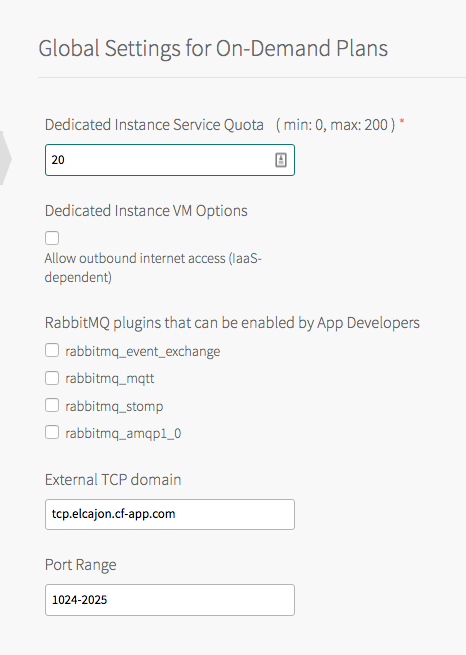 Global Settings for On-Demand Plans
Dedicated Instance Service Quota ( min: 0, max: 200 ) *
20
Dedicated Instance VM Options
Allow outbound internet access (IaaS-
dependent)
RabbitMQ plugins that can be enabled by App Developers
rabbitmq_event_exchange
rabbitmq_mqtt
rabbitmq_stomp
rabbitmq_amqp1_0
External TCP domain
tcp.elcajon.cf-app.com
Port Range
1024-2025